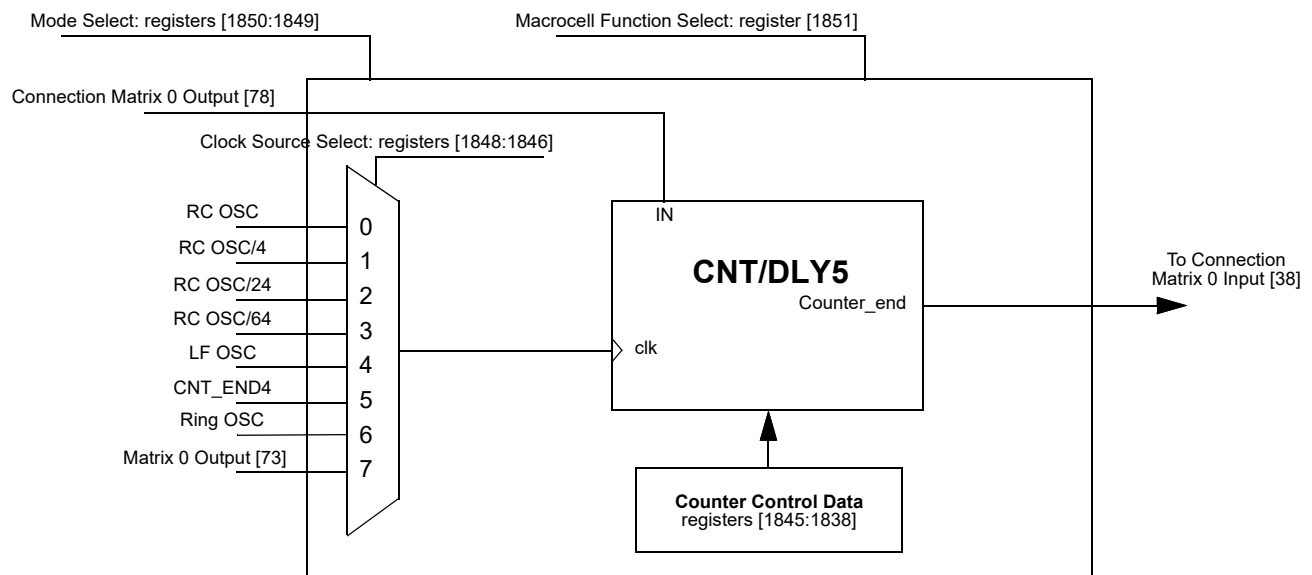 Mode Select: registers [1850:1849]
Macrocell Function Select: register [1851]
Connection Matrix 0 Output [78]
Clock Source Select: registers [1848:1846]
RC OSC
0
RC OSC/4
1
RC OSC/24
2
RC OSC/64
3
LF OSC
4
CNT_END4
5
Ring OSC
6
Matrix 0 Output [73]
7
IN
CNT/DLY5
Counter_end
clk
To Connection
Matrix 0 Input [38]
Counter Control Data
registers [1845:1838]